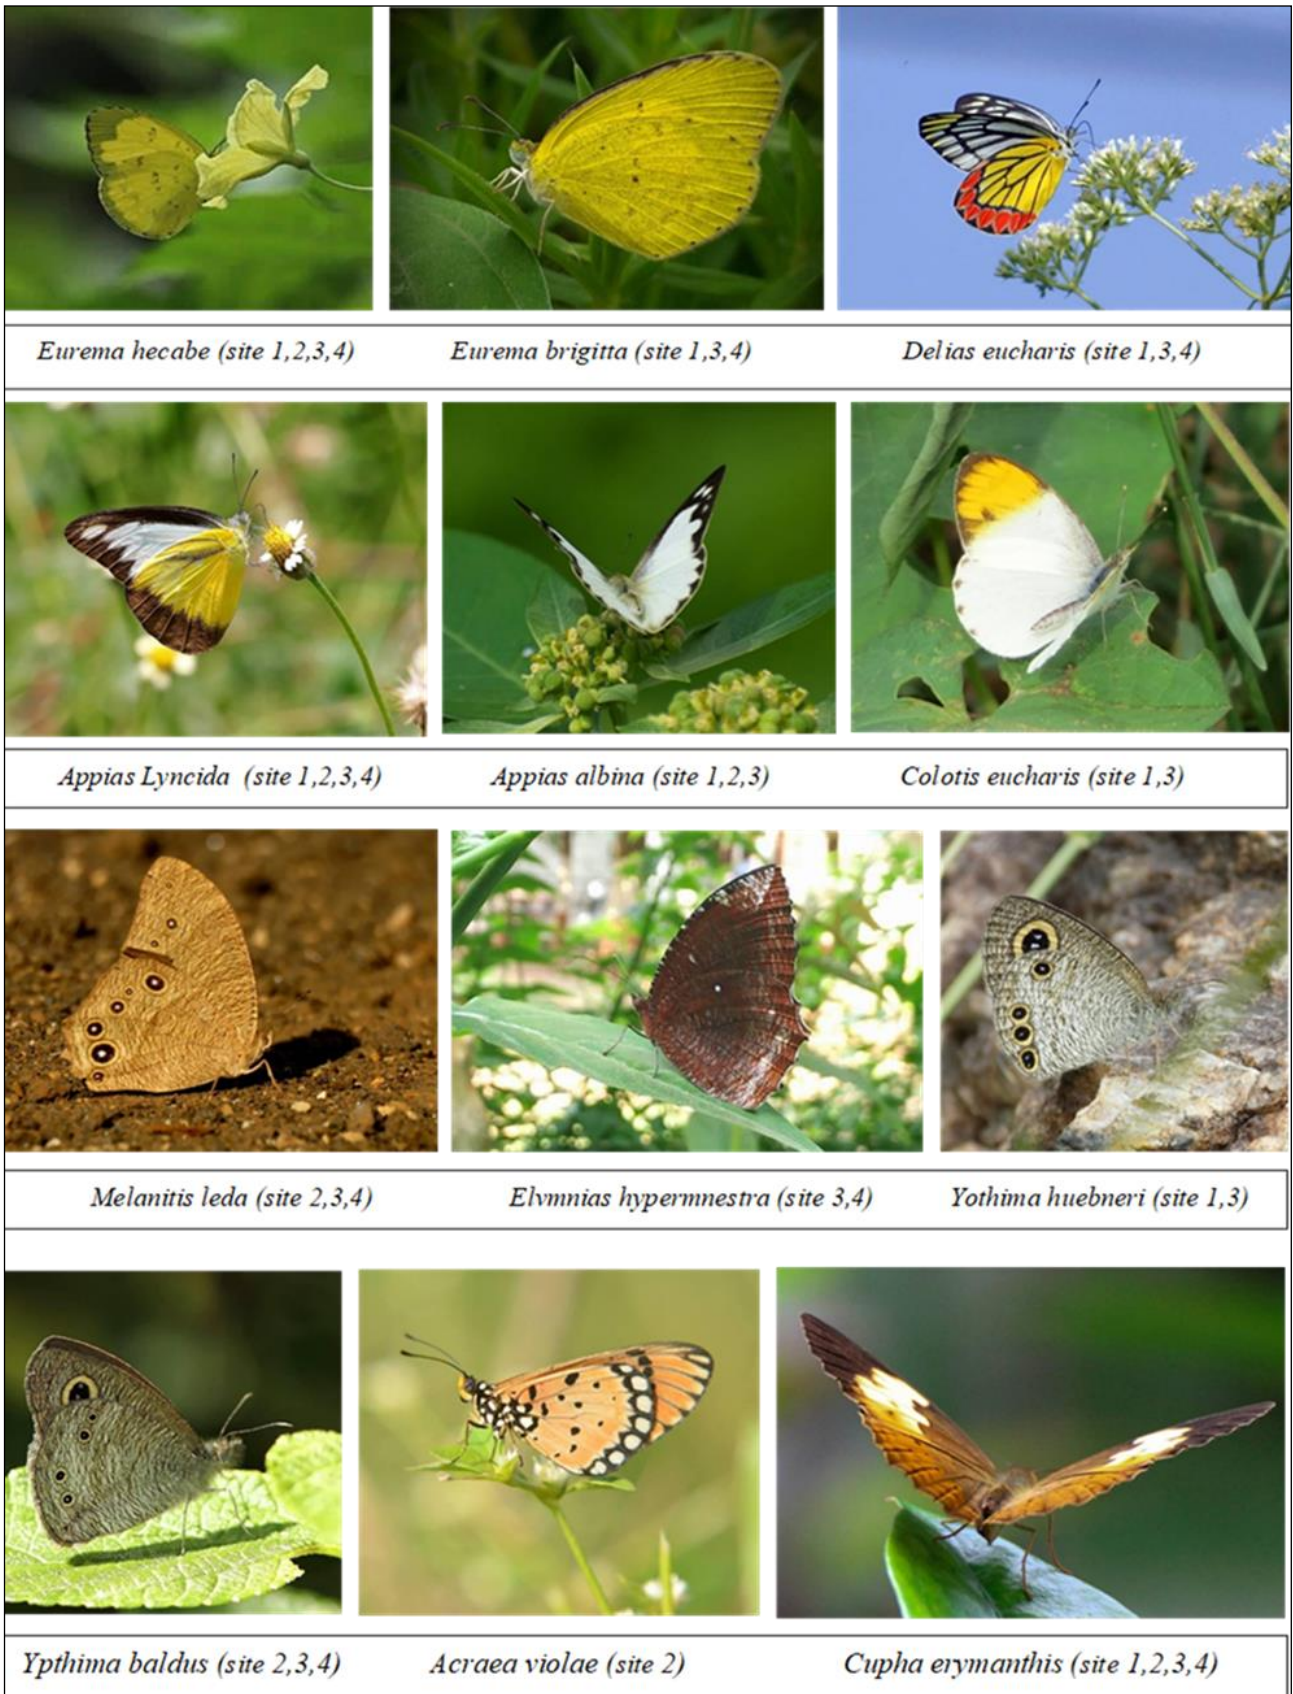 Eurema hecabe (site 1,2,3,4) Eurema brigitta (site 1,3,4) Delias eucharis (site 1,3,4)
Appias Lyncida (site 1,2,3,4) Appias albina (site 1,2,3) Colotis eucharis (site 1,3)
Melanitis leda (site 2,3,4) Elvmnias hypermnestra (site 3,4) Yothima huebneri (site 1,3)
Ypthima baldus (site 2,3,4) Acraea violae (site 2) Cupha erymanthis (site 1,2,3,4)